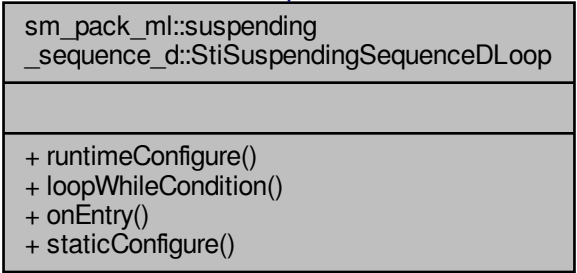 sm_pack_ml::suspending
_sequence_d::StiSuspendingSequenceDLoop
+ runtimeConfigure()
+ loopWhileCondition()
+ onEntry()
+ staticConfigure()